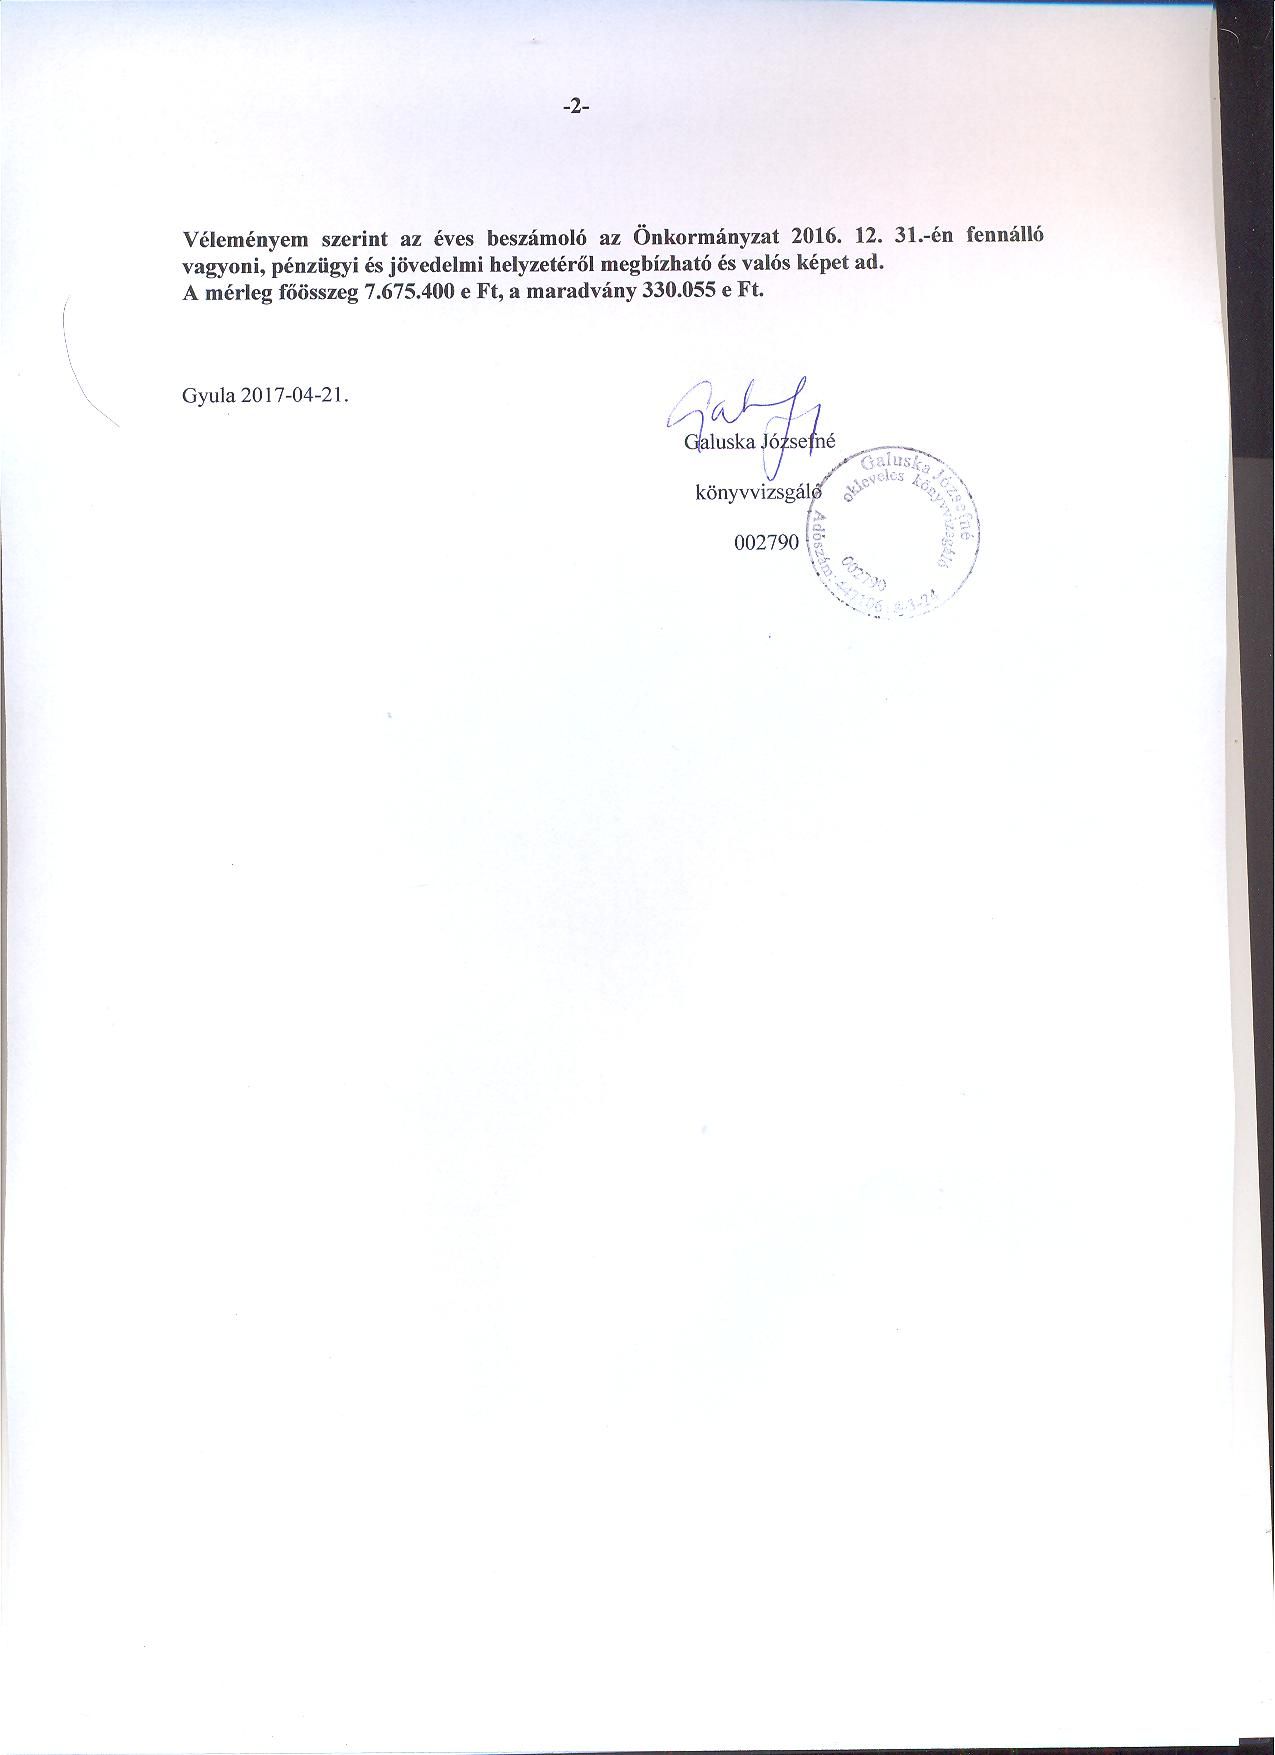 -2-
Véleményem szerint az éves beszámoló az Önkormányzat 2016. 12. 31.-én fennálló
vagyoni, pénzügyi és jövedelmi helyzetéről megbízható és valós képet ad.
A mérleg főösszeg 7.675.400 e Ft, a maradvány 330.055 e Ft.
Gyula 2017-04-21.
Galuska Józsefné
könyvvizsgáló
002790
Galuska Józsefné
okleveles könyvvizsgáló
002790
Adószám: